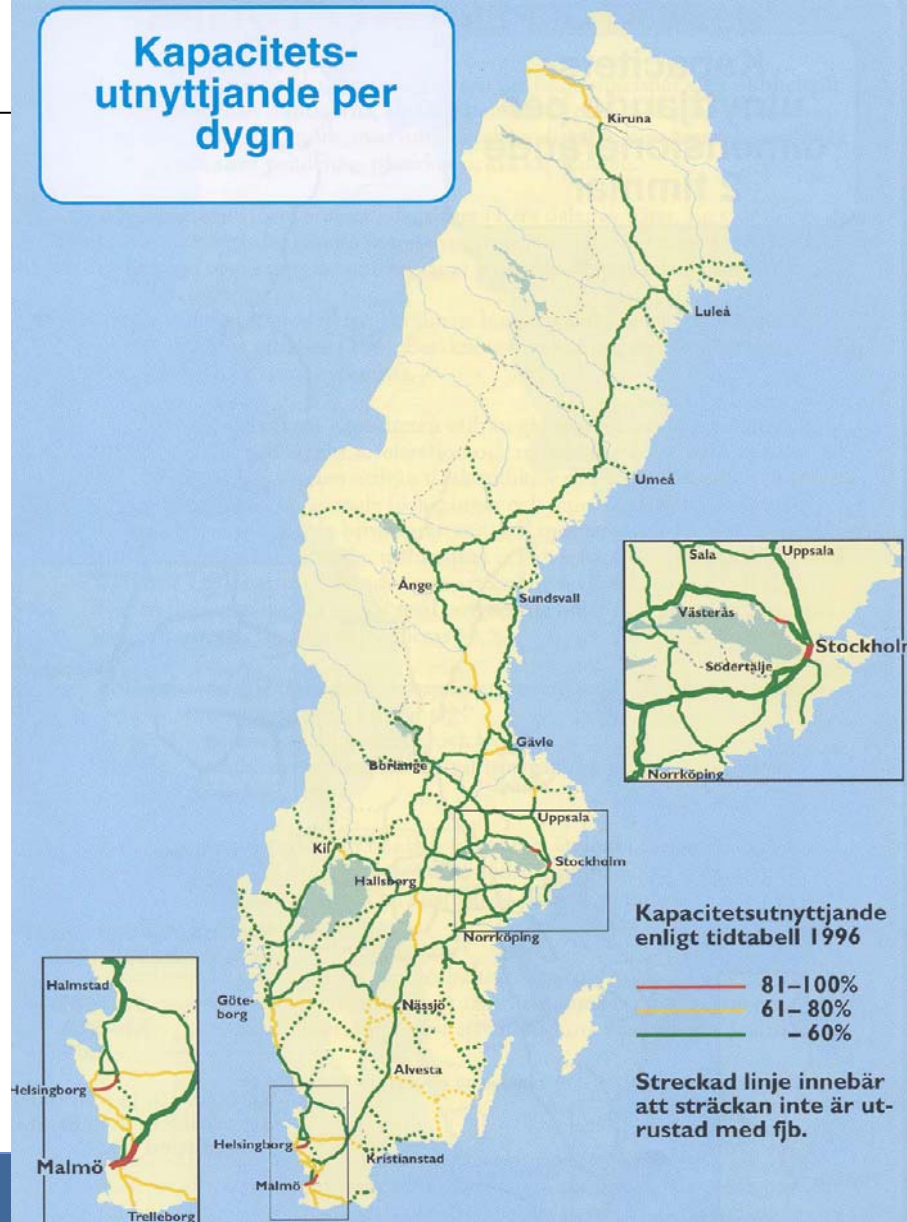 Kapacitets-
utnyttjande per
dygn
Kiruna
Luleå
Umeå
Ånge
Sundsvall
Gävle
Borlänge
Uppsala
Kil
Stockholm
Hallsberg
Norrköping
Göte-
borg
Nässjö
Alvesta
Helsingborg
Kristianstad
Malmö
Sala
Uppsala
Västerås
Stockholm
Södertälje
Norrköping
Kapacitetsutnyttjande
enligt tidtabell 1996
81–100%
61–80%
– 60%
Streckad linje innebär
att sträckan inte är ut-
rustad med fjb.
Halmstad
Helsingborg
Malmö
Trelleborg